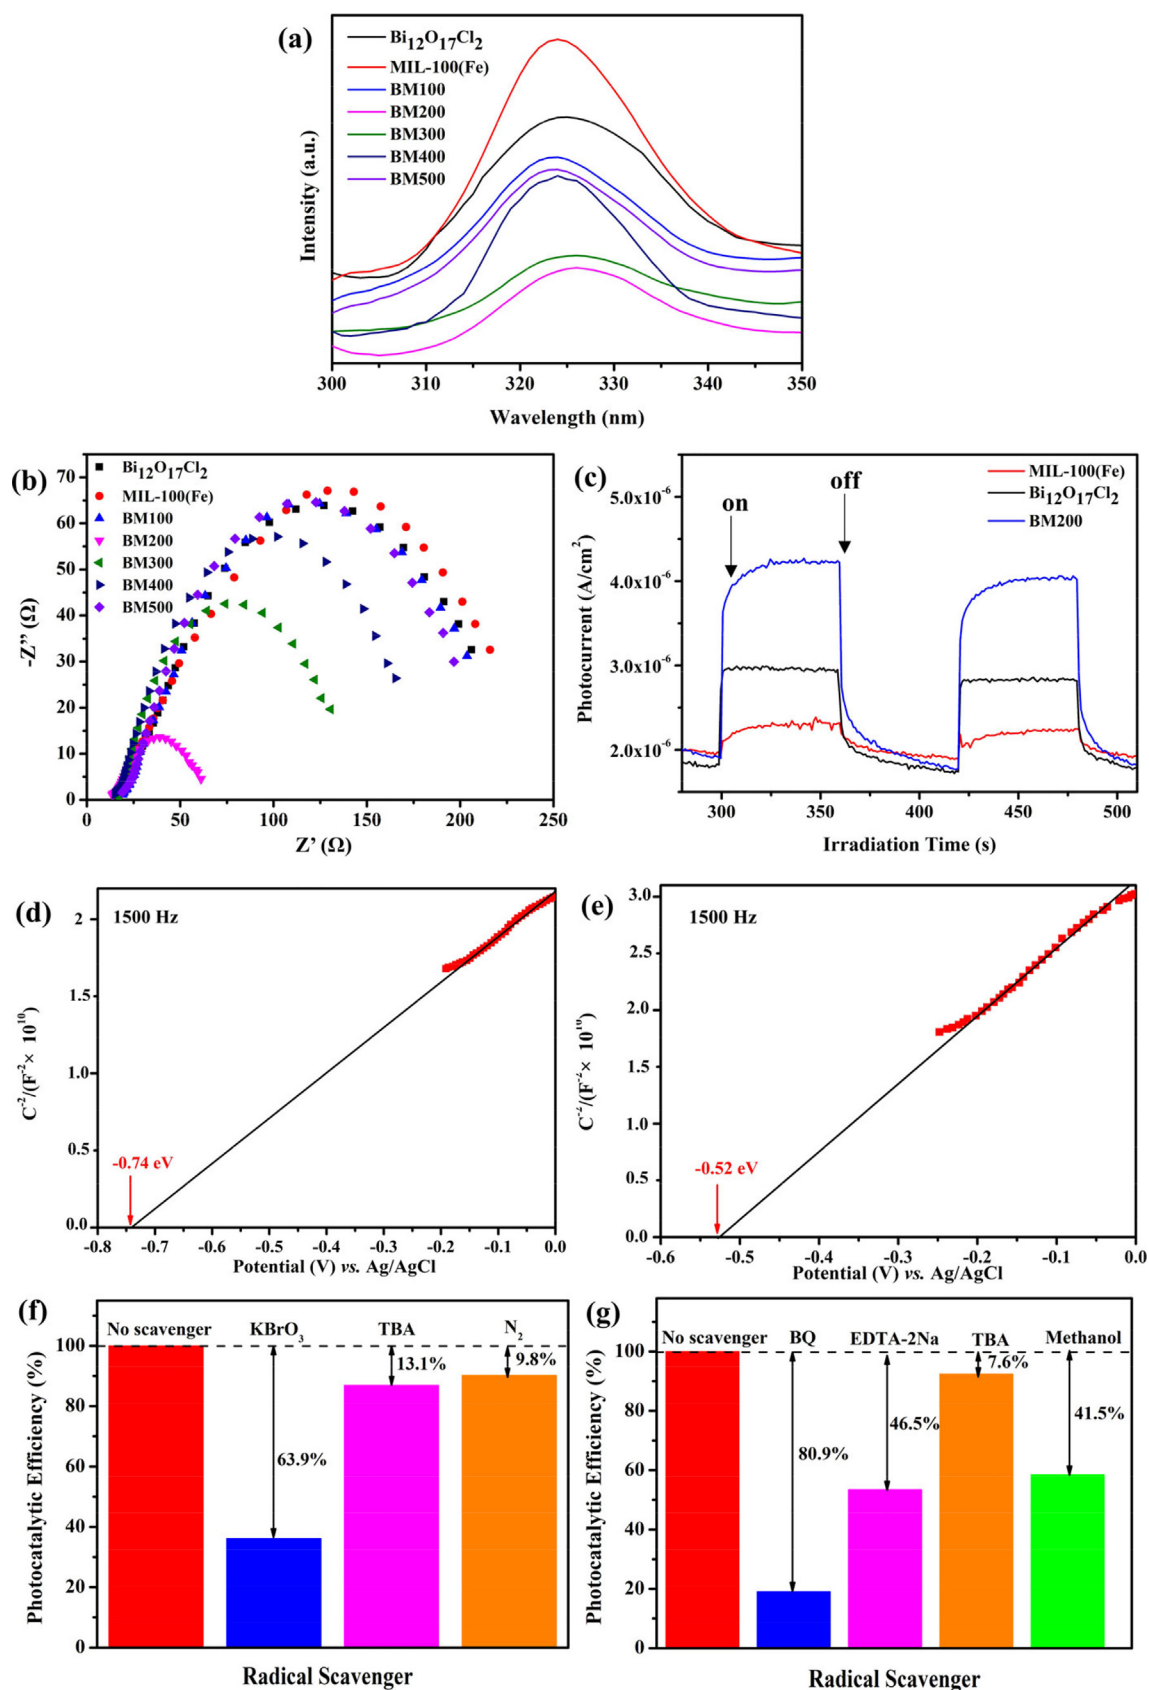 (a)
Bi12O17Cl2
MIL-100(Fe)
BM100
BM200
BM300
BM400
BM500
Intensity (a.u.)
300 310 320 330 340 350
Wavelength (nm)
(b)
Bi12O17Cl2
MIL-100(Fe)
BM100
BM200
BM300
BM400
BM500
70
60
50
40
30
20
10
0
-Z’’ (Ω)
0 50 100 150 200 250
Z’ (Ω)
(c)
MIL-100(Fe)
Bi12O17Cl2
BM200
on
off
5.0x10-6
4.0x10-6
3.0x10-6
2.0x10-6
Photocurrent (A/cm2)
300 350 400 450 500
Irradiation Time (s)
(d)
1500 Hz
2
1.5
1.0
0.5
0.0
C-2/(F-2× 1010)
-0.74 eV
-0.8 -0.7 -0.6 -0.5 -0.4 -0.3 -0.2 -0.1 0.0
Potential (V) vs. Ag/AgCl
(e)
1500 Hz
3.0
2.5
2.0
1.5
1.0
0.5
0.0
C-2/(F-2× 1010)
-0.52 eV
-0.6 -0.5 -0.4 -0.3 -0.2 -0.1 0.0
Potential (V) vs. Ag/AgCl
(f)
No scavenger KBrO3 TBA N2
63.9% 13.1% 9.8%
100
80
60
40
20
0
Photocatalytic Efficiency (%)
Radical Scavenger
(g)
No scavenger BQ EDTA-2Na TBA Methanol
80.9% 46.5% 7.6% 41.5%
100
80
60
40
20
0
Photocatalytic Efficiency (%)
Radical Scavenger